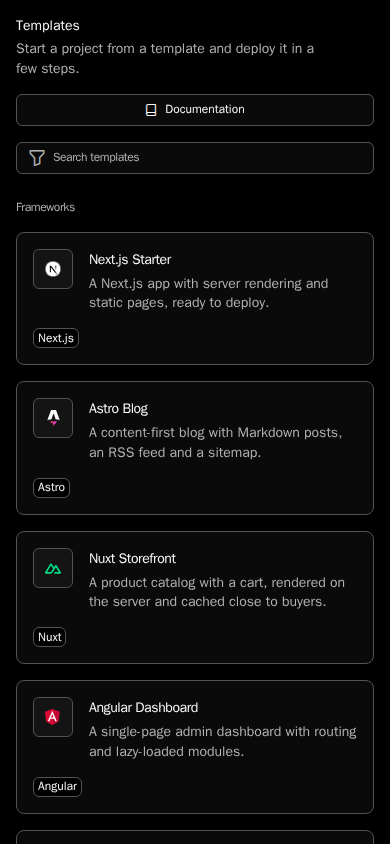 Templates
Start a project from a template and deploy it in a
few steps.
Documentation
Search templates
Frameworks
Next.js Starter
A Next.js app with server rendering and
static pages, ready to deploy.
Next.js
Astro Blog
A content-first blog with Markdown posts,
an RSS feed and a sitemap.
Astro
Nuxt Storefront
A product catalog with a cart, rendered on
the server and cached close to buyers.
Nuxt
Angular Dashboard
A single-page admin dashboard with routing
and lazy-loaded modules.
Angular